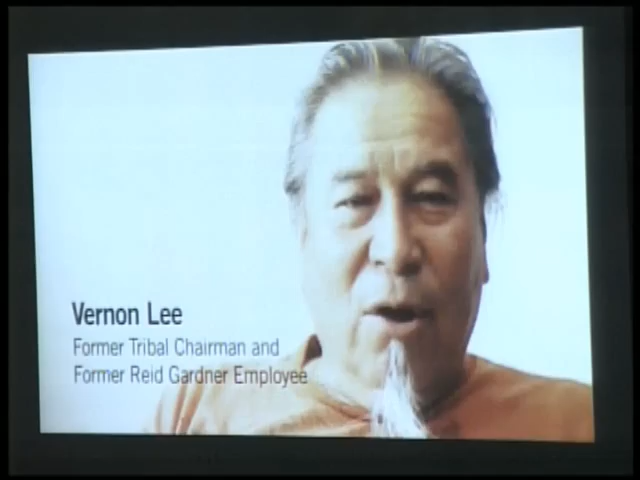 Vernon Lee
Former Tribal Chairman and
Former Reid Gardner Employee